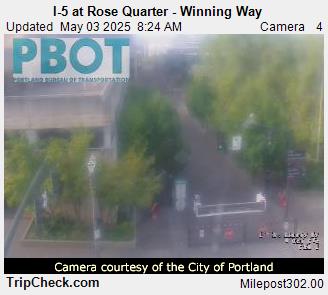 I-5 at Rose Quarter - Winning Way
Updated May 03 2025 8:24 AM Camera 4
PBOT
PORTLAND BUREAU OF TRANSPORTATION
Camera courtesy of the City of Portland
TripCheck.com Milepost302.00